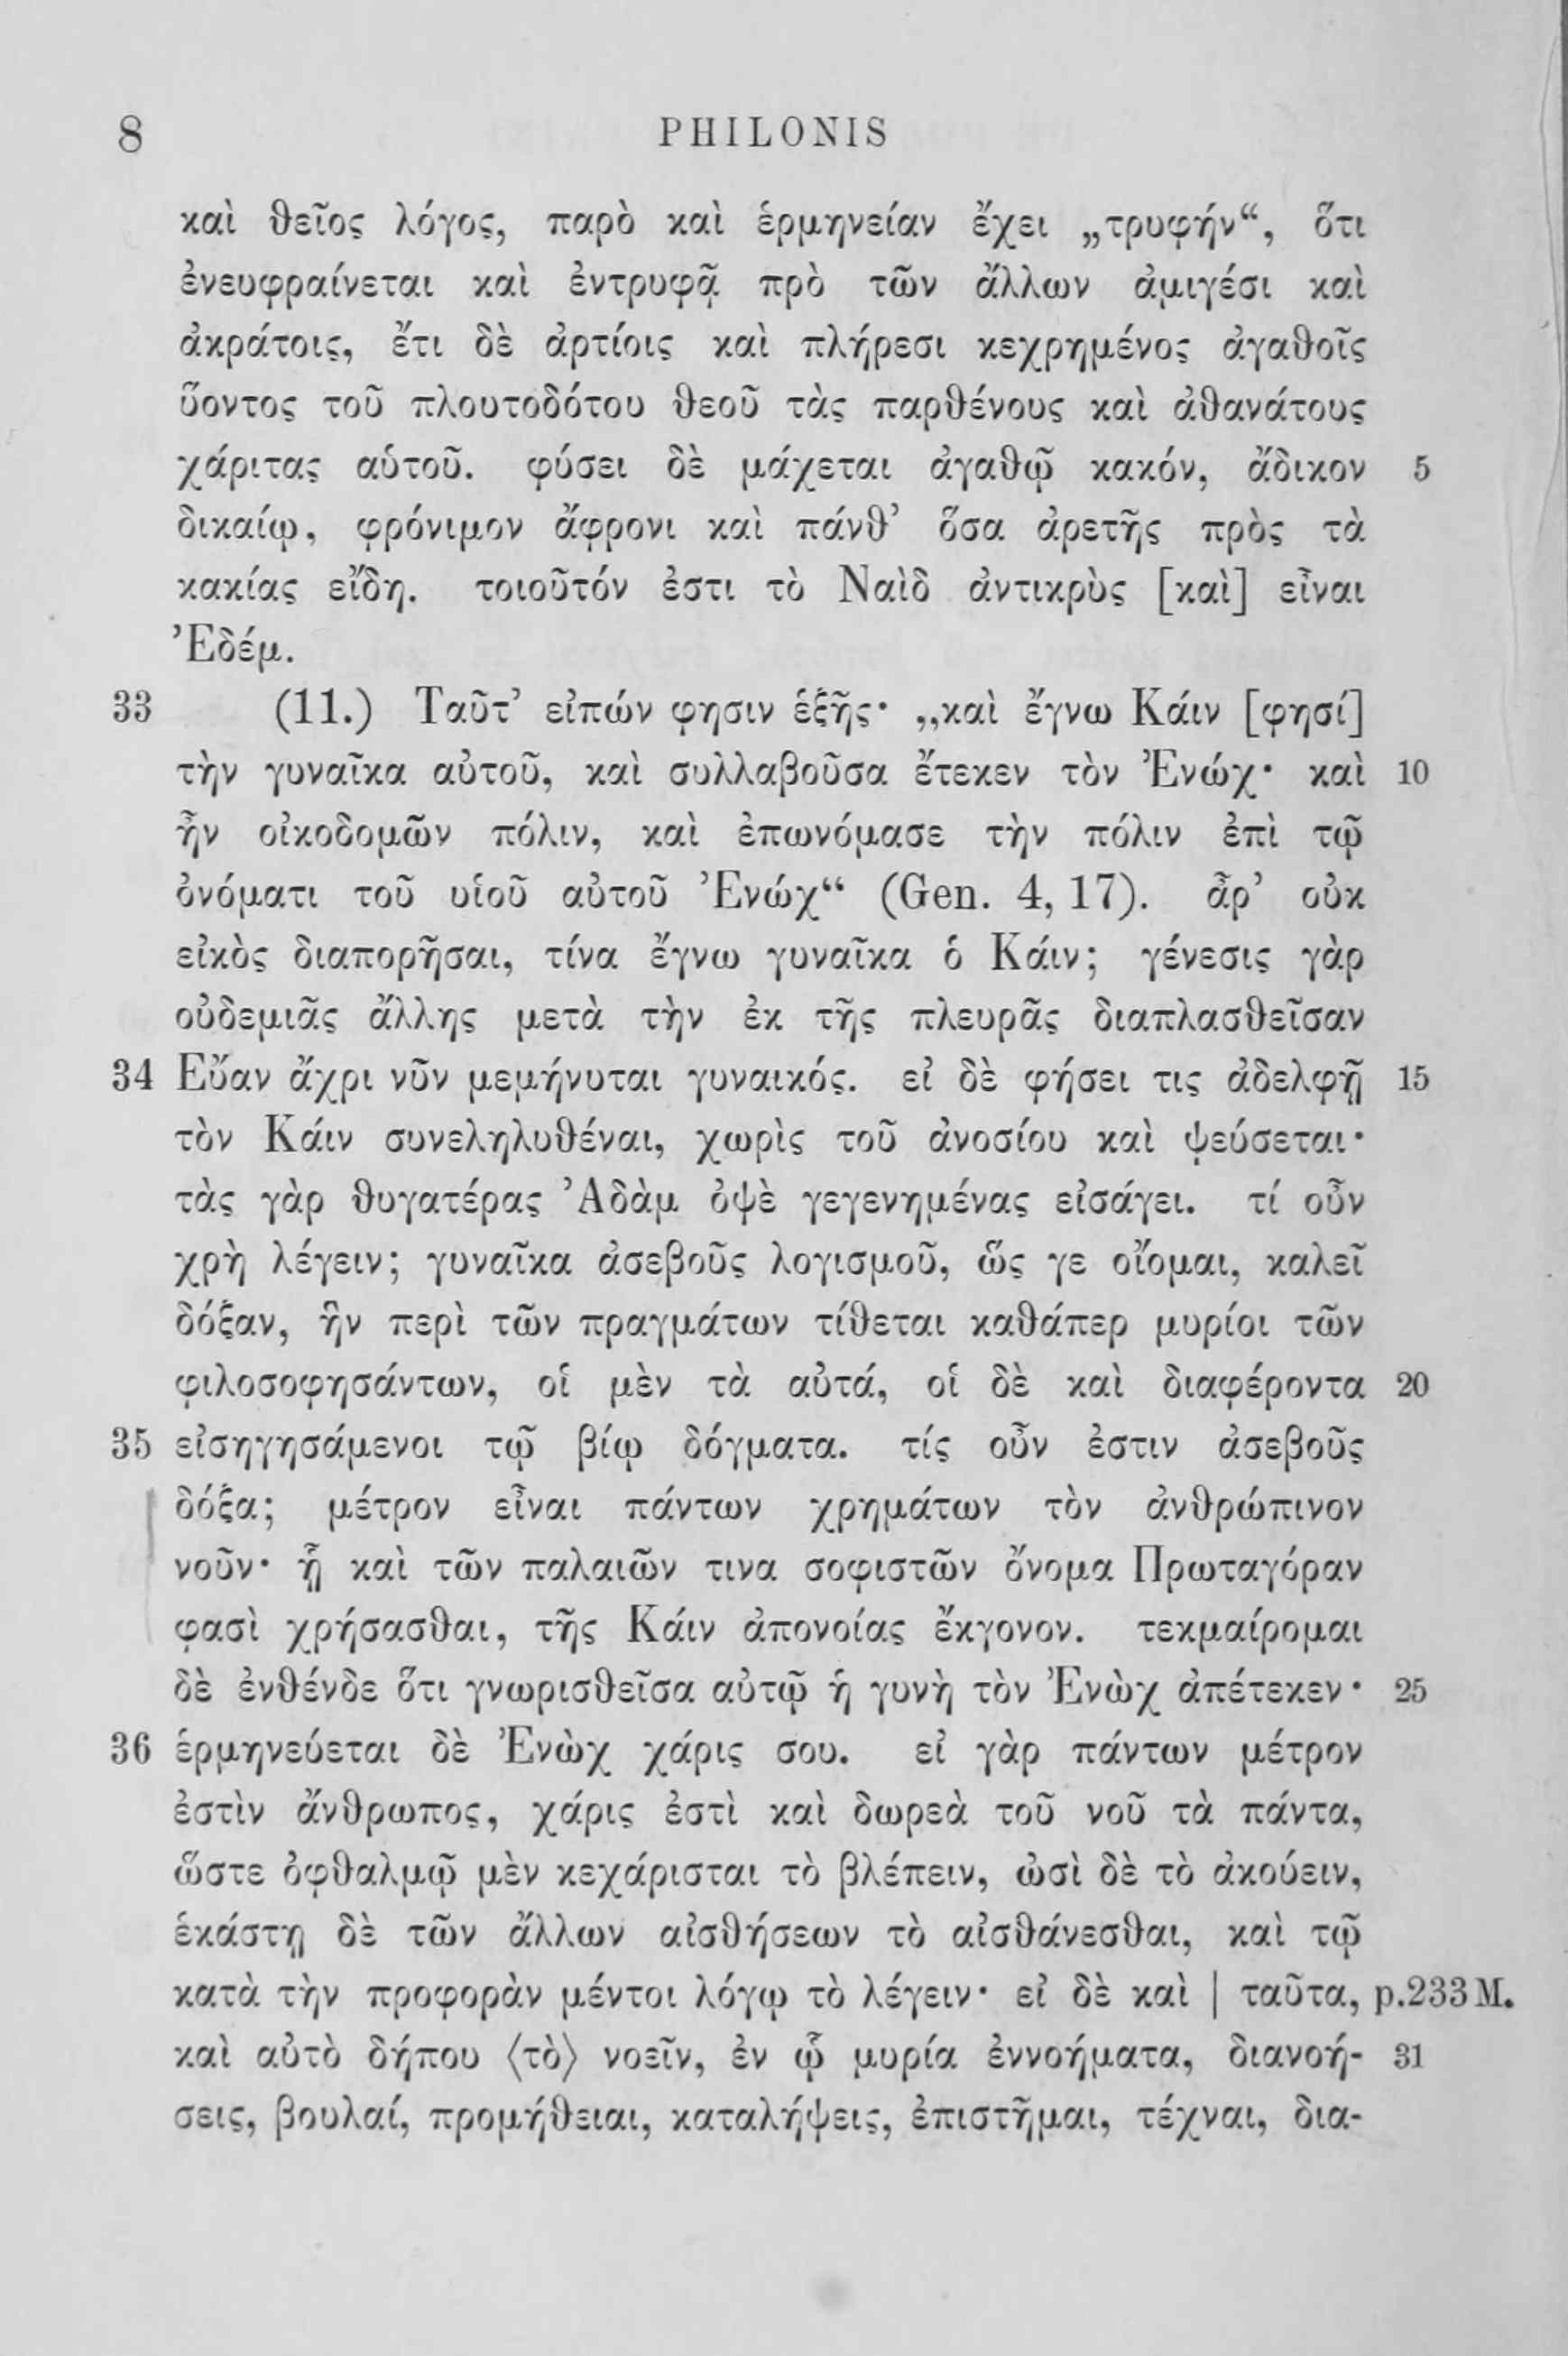 8 PHILONIS
καὶ θεῖος λόγος, παρὸ καὶ ἑρμηνείαν ἔχει „τρυφήν“, ὅτι
ἐνευφραίνεται καὶ ἐντρυφᾷ πρὸ τῶν ἄλλων ἀμιγέσι καὶ
ἀκράτοις, ἔτι δὲ ἀρτίοις καὶ πλήρεσι κεχρημένος ἀγαθοῖς
ὕοντος τοῦ πλουτοδότου θεοῦ τὰς παρθένους καὶ ἀθανάτους
χάριτας αὑτοῦ. φύσει δὲ μάχεται ἀγαθῷ κακόν, ἄδικον 5
δικαίῳ, φρόνιμον ἄφρονι καὶ πάνθ’ ὅσα ἀρετῆς πρὸς τὰ
κακίας εἴδη. τοιοῦτόν ἐστι τὸ Ναὶδ ἀντικρὺς [καὶ] εἶναι
Ἐδέμ.
33 (11.) Ταῦτ’ εἰπών φησιν ἑξῆς· „καὶ ἔγνω Κάιν [φησί]
τὴν γυναῖκα αὐτοῦ, καὶ συλλαβοῦσα ἔτεκεν τὸν Ἐνώχ· καὶ 10
ἦν οἰκοδομῶν πόλιν, καὶ ἐπωνόμασε τὴν πόλιν ἐπὶ τῷ
ὀνόματι τοῦ υἱοῦ αὐτοῦ Ἐνώχ“ (Gen. 4, 17). ἆρ’ οὐκ
εἰκὸς διαπορῆσαι, τίνα ἔγνω γυναῖκα ὁ Κάιν; γένεσις γὰρ
οὐδεμιᾶς ἄλλης μετὰ τὴν ἐκ τῆς πλευρᾶς διαπλασθεῖσαν
34 Εὔαν ἄχρι νῦν μεμήνυται γυναικός. εἰ δὲ φήσει τις ἀδελφῇ 15
τὸν Κάιν συνεληλυθέναι, χωρὶς τοῦ ἀνοσίου καὶ ψεύσεται·
τὰς γὰρ θυγατέρας Ἀδὰμ ὀψὲ γεγενημένας εἰσάγει. τί οὖν
χρὴ λέγειν; γυναῖκα ἀσεβοῦς λογισμοῦ, ὥς γε οἴομαι, καλεῖ
δόξαν, ἣν περὶ τῶν πραγμάτων τίθεται καθάπερ μυρίοι τῶν
φιλοσοφησάντων, οἱ μὲν τὰ αὐτά, οἱ δὲ καὶ διαφέροντα 20
35 εἰσηγησάμενοι τῷ βίῳ δόγματα. τίς οὖν ἐστιν ἀσεβοῦς
δόξα; μέτρον εἶναι πάντων χρημάτων τὸν ἀνθρώπινον
νοῦν· ᾗ καὶ τῶν παλαιῶν τινα σοφιστῶν ὄνομα Πρωταγόραν
φασὶ χρήσασθαι, τῆς Κάιν ἀπονοίας ἔκγονον. τεκμαίρομαι
δὲ ἐνθένδε ὅτι γνωρισθεῖσα αὐτῷ ἡ γυνὴ τὸν Ἐνὼχ ἀπέτεκεν· 25
36 ἑρμηνεύεται δὲ Ἐνὼχ χάρις σου. εἰ γὰρ πάντων μέτρον
ἐστὶν ἄνθρωπος, χάρις ἐστὶ καὶ δωρεὰ τοῦ νοῦ τὰ πάντα,
ὥστε ὀφθαλμῷ μὲν κεχάρισται τὸ βλέπειν, ὠσὶ δὲ τὸ ἀκούειν,
ἑκάστῃ δὲ τῶν ἄλλων αἰσθήσεων τὸ αἰσθάνεσθαι, καὶ τῷ
κατὰ τὴν προφορὰν μέντοι λόγῳ τὸ λέγειν· εἰ δὲ καὶ | ταῦτα, p.233 M.
καὶ αὐτὸ δήπου ⟨τὸ⟩ νοεῖν, ἐν ᾧ μυρία ἐννοήματα, διανοή- 31
σεις, βουλαί, προμήθειαι, καταλήψεις, ἐπιστῆμαι, τέχναι, δια-